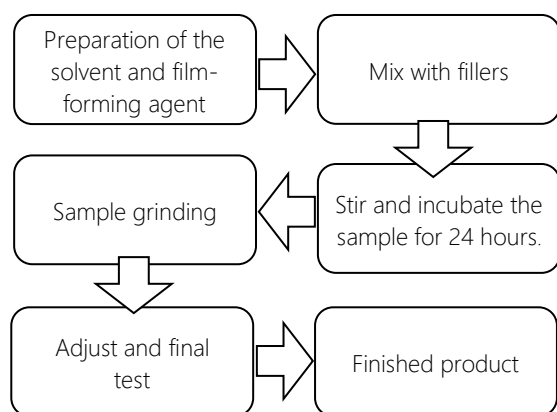 Preparation of the
solvent and film-
forming agent
Mix with fillers
Stir and incubate the
sample for 24 hours.
Sample grinding
Adjust and final
test
Finished product